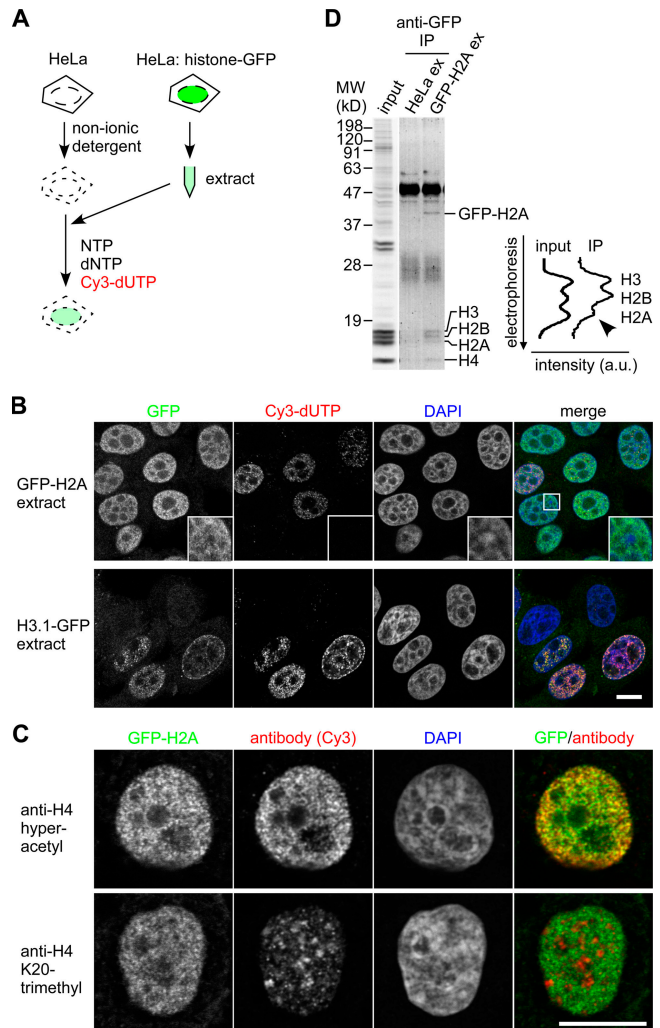 A
HeLa
HeLa: histone-GFP
non-ionic
detergent
extract
NTP
dNTP
Cy3-dUTP
D
anti-GFP
IP
MW
(kD)
input
HeLa ex
GFP-H2A ex
198
120
91
63
47
37
28
19
GFP-H2A
H3
H2B
H2A
H4
electrophoresis
input
IP
H3
H2B
H2A
intensity (a.u.)
B
GFP
Cy3-dUTP
DAPI
merge
GFP-H2A
extract
H3.1-GFP
extract
C
GFP-H2A
antibody (Cy3)
DAPI
GFP/antibody
anti-H4
hyper-
acetyl
anti-H4
K20-
trimethyl